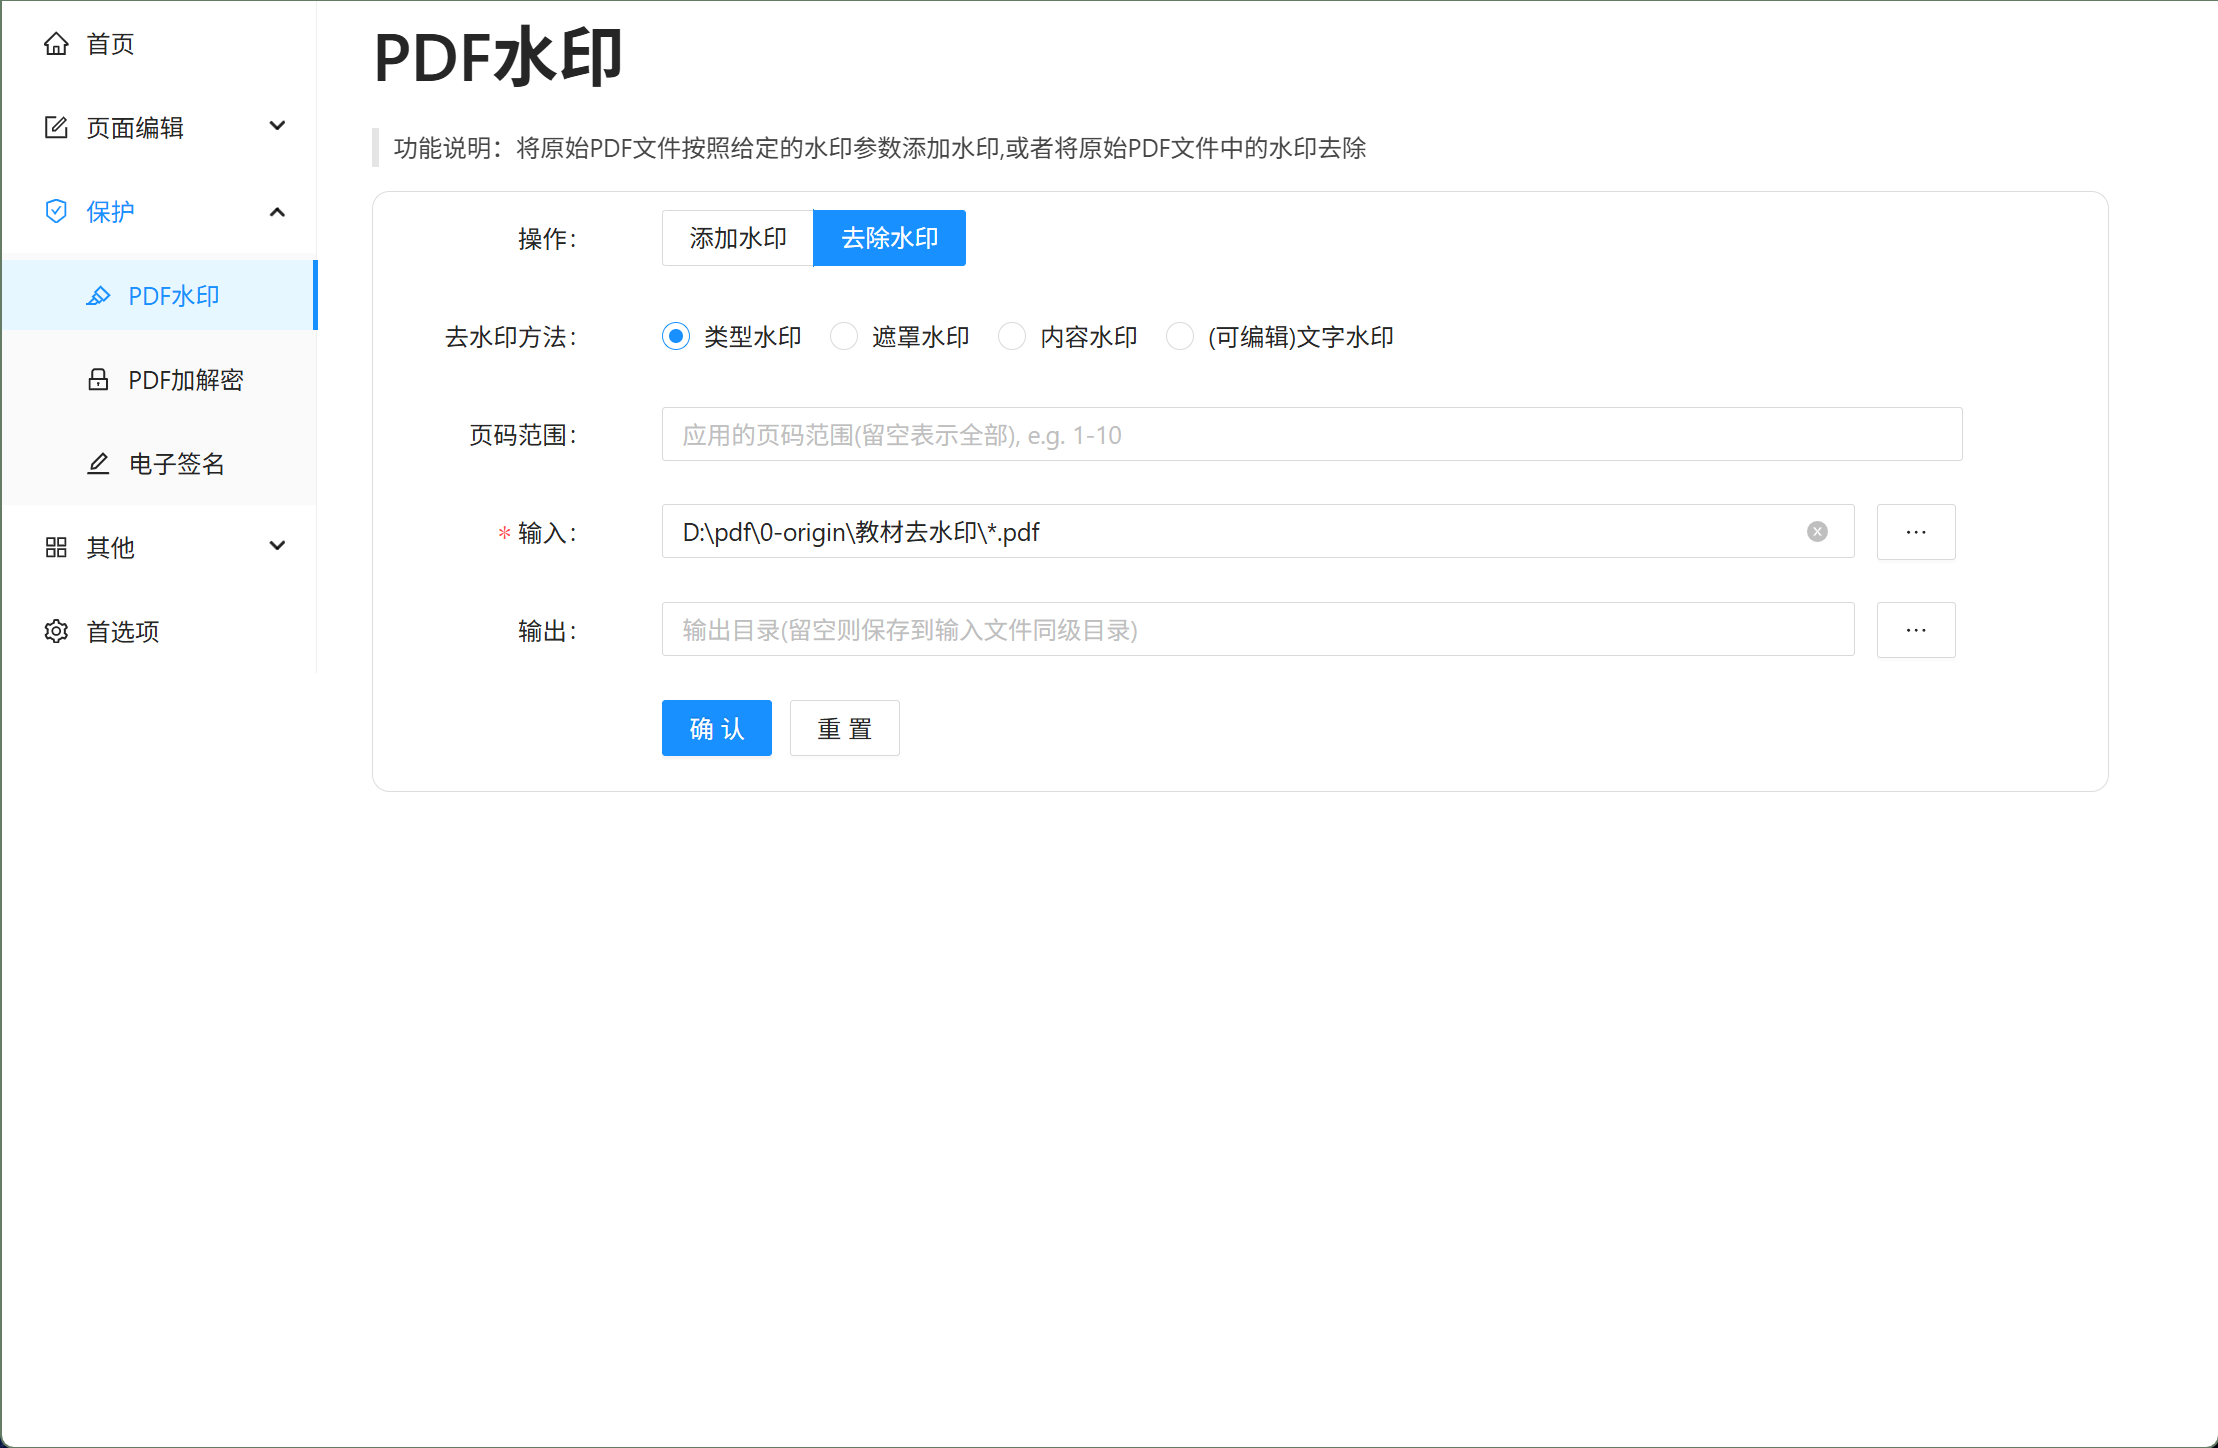 首页
页面编辑
保护
PDF水印
PDF加解密
电子签名
其他
首选项
PDF水印
功能说明：将原始PDF文件按照给定的水印参数添加水印,或者将原始PDF文件中的水印去除
操作： 添加水印 去除水印
去水印方法： 类型水印 遮罩水印 内容水印 (可编辑)文字水印
页码范围： 应用的页码范围(留空表示全部), e.g. 1-10
* 输入： D:\pdf\0-origin\教材去水印\*.pdf ···
输出： 输出目录(留空则保存到输入文件同级目录) ···
确 认 重 置